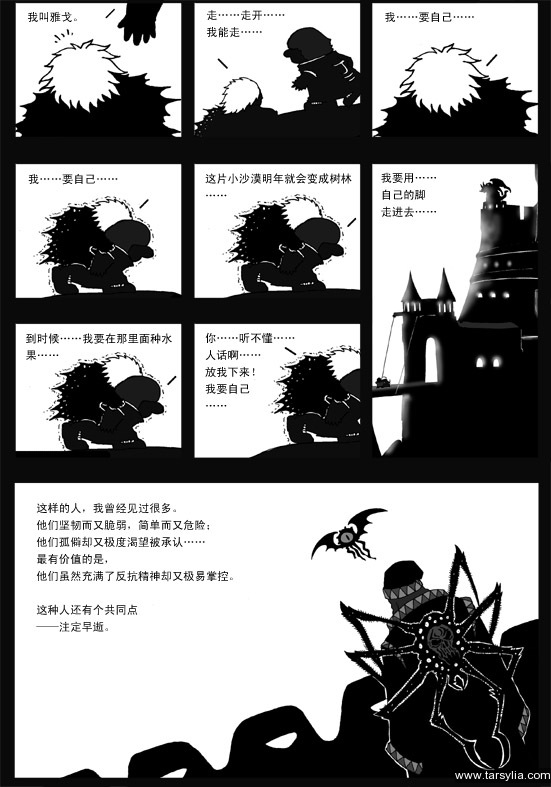 我叫雅戈。
走……走开……
我能走……
我……要自己……
我……要自己……
这片小沙漠明年就会变成树林
……
我要用……
自己的脚
走进去……
到时候……我要在那里面种水
果……
你……听不懂……
人话啊……
放我下来！
我要自己
……
这样的人，我曾经见过很多。
他们坚韧而又脆弱，简单而又危险；
他们孤僻却又极度渴望被承认……
最有价值的是，
他们虽然充满了反抗精神却又极易掌控。
这种人还有个共同点
——注定早逝。
www.tarsylia.com